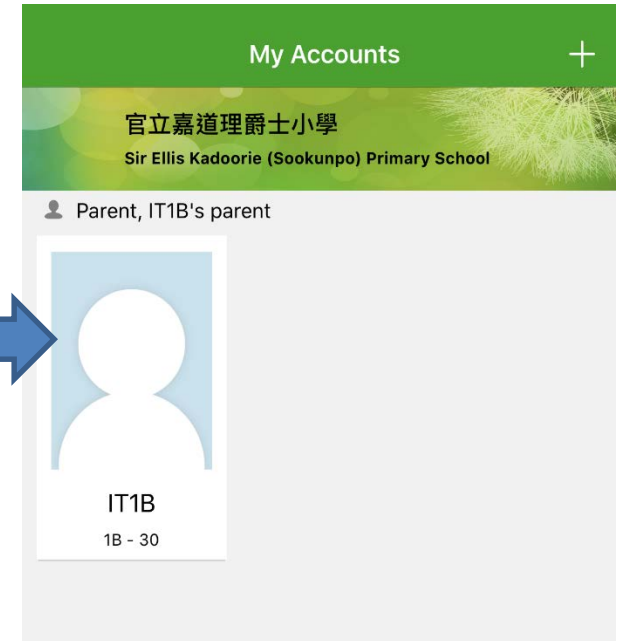 My Accounts +
官立嘉道理爵士小學
Sir Ellis Kadoorie (Sookunpo) Primary School
Parent, IT1B's parent
IT1B
1B - 30